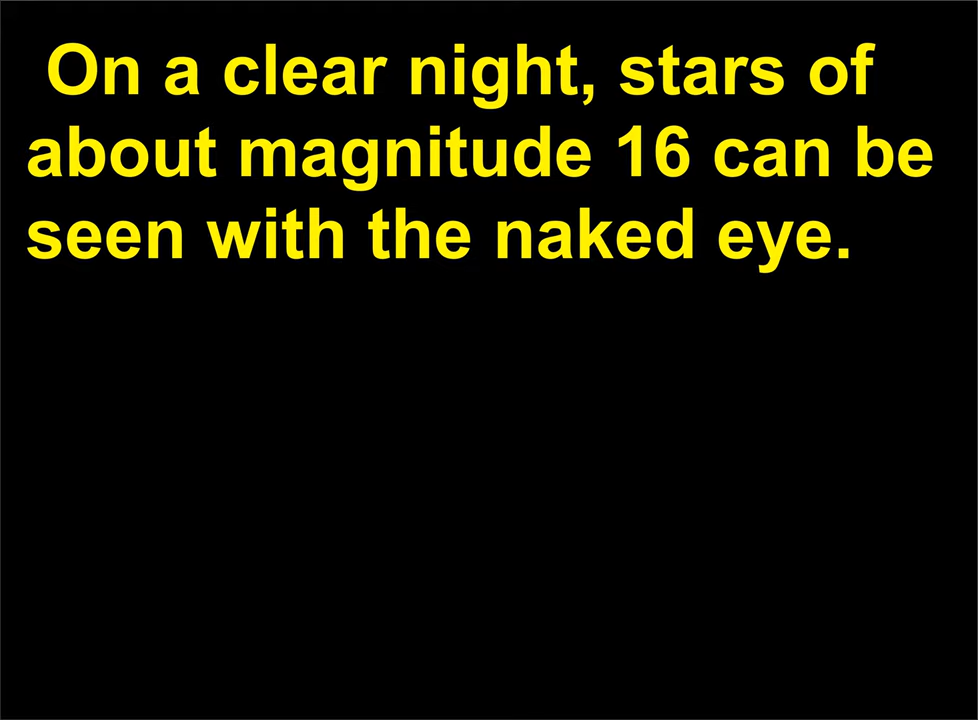 On a clear night, stars of
about magnitude 16 can be
seen with the naked eye.